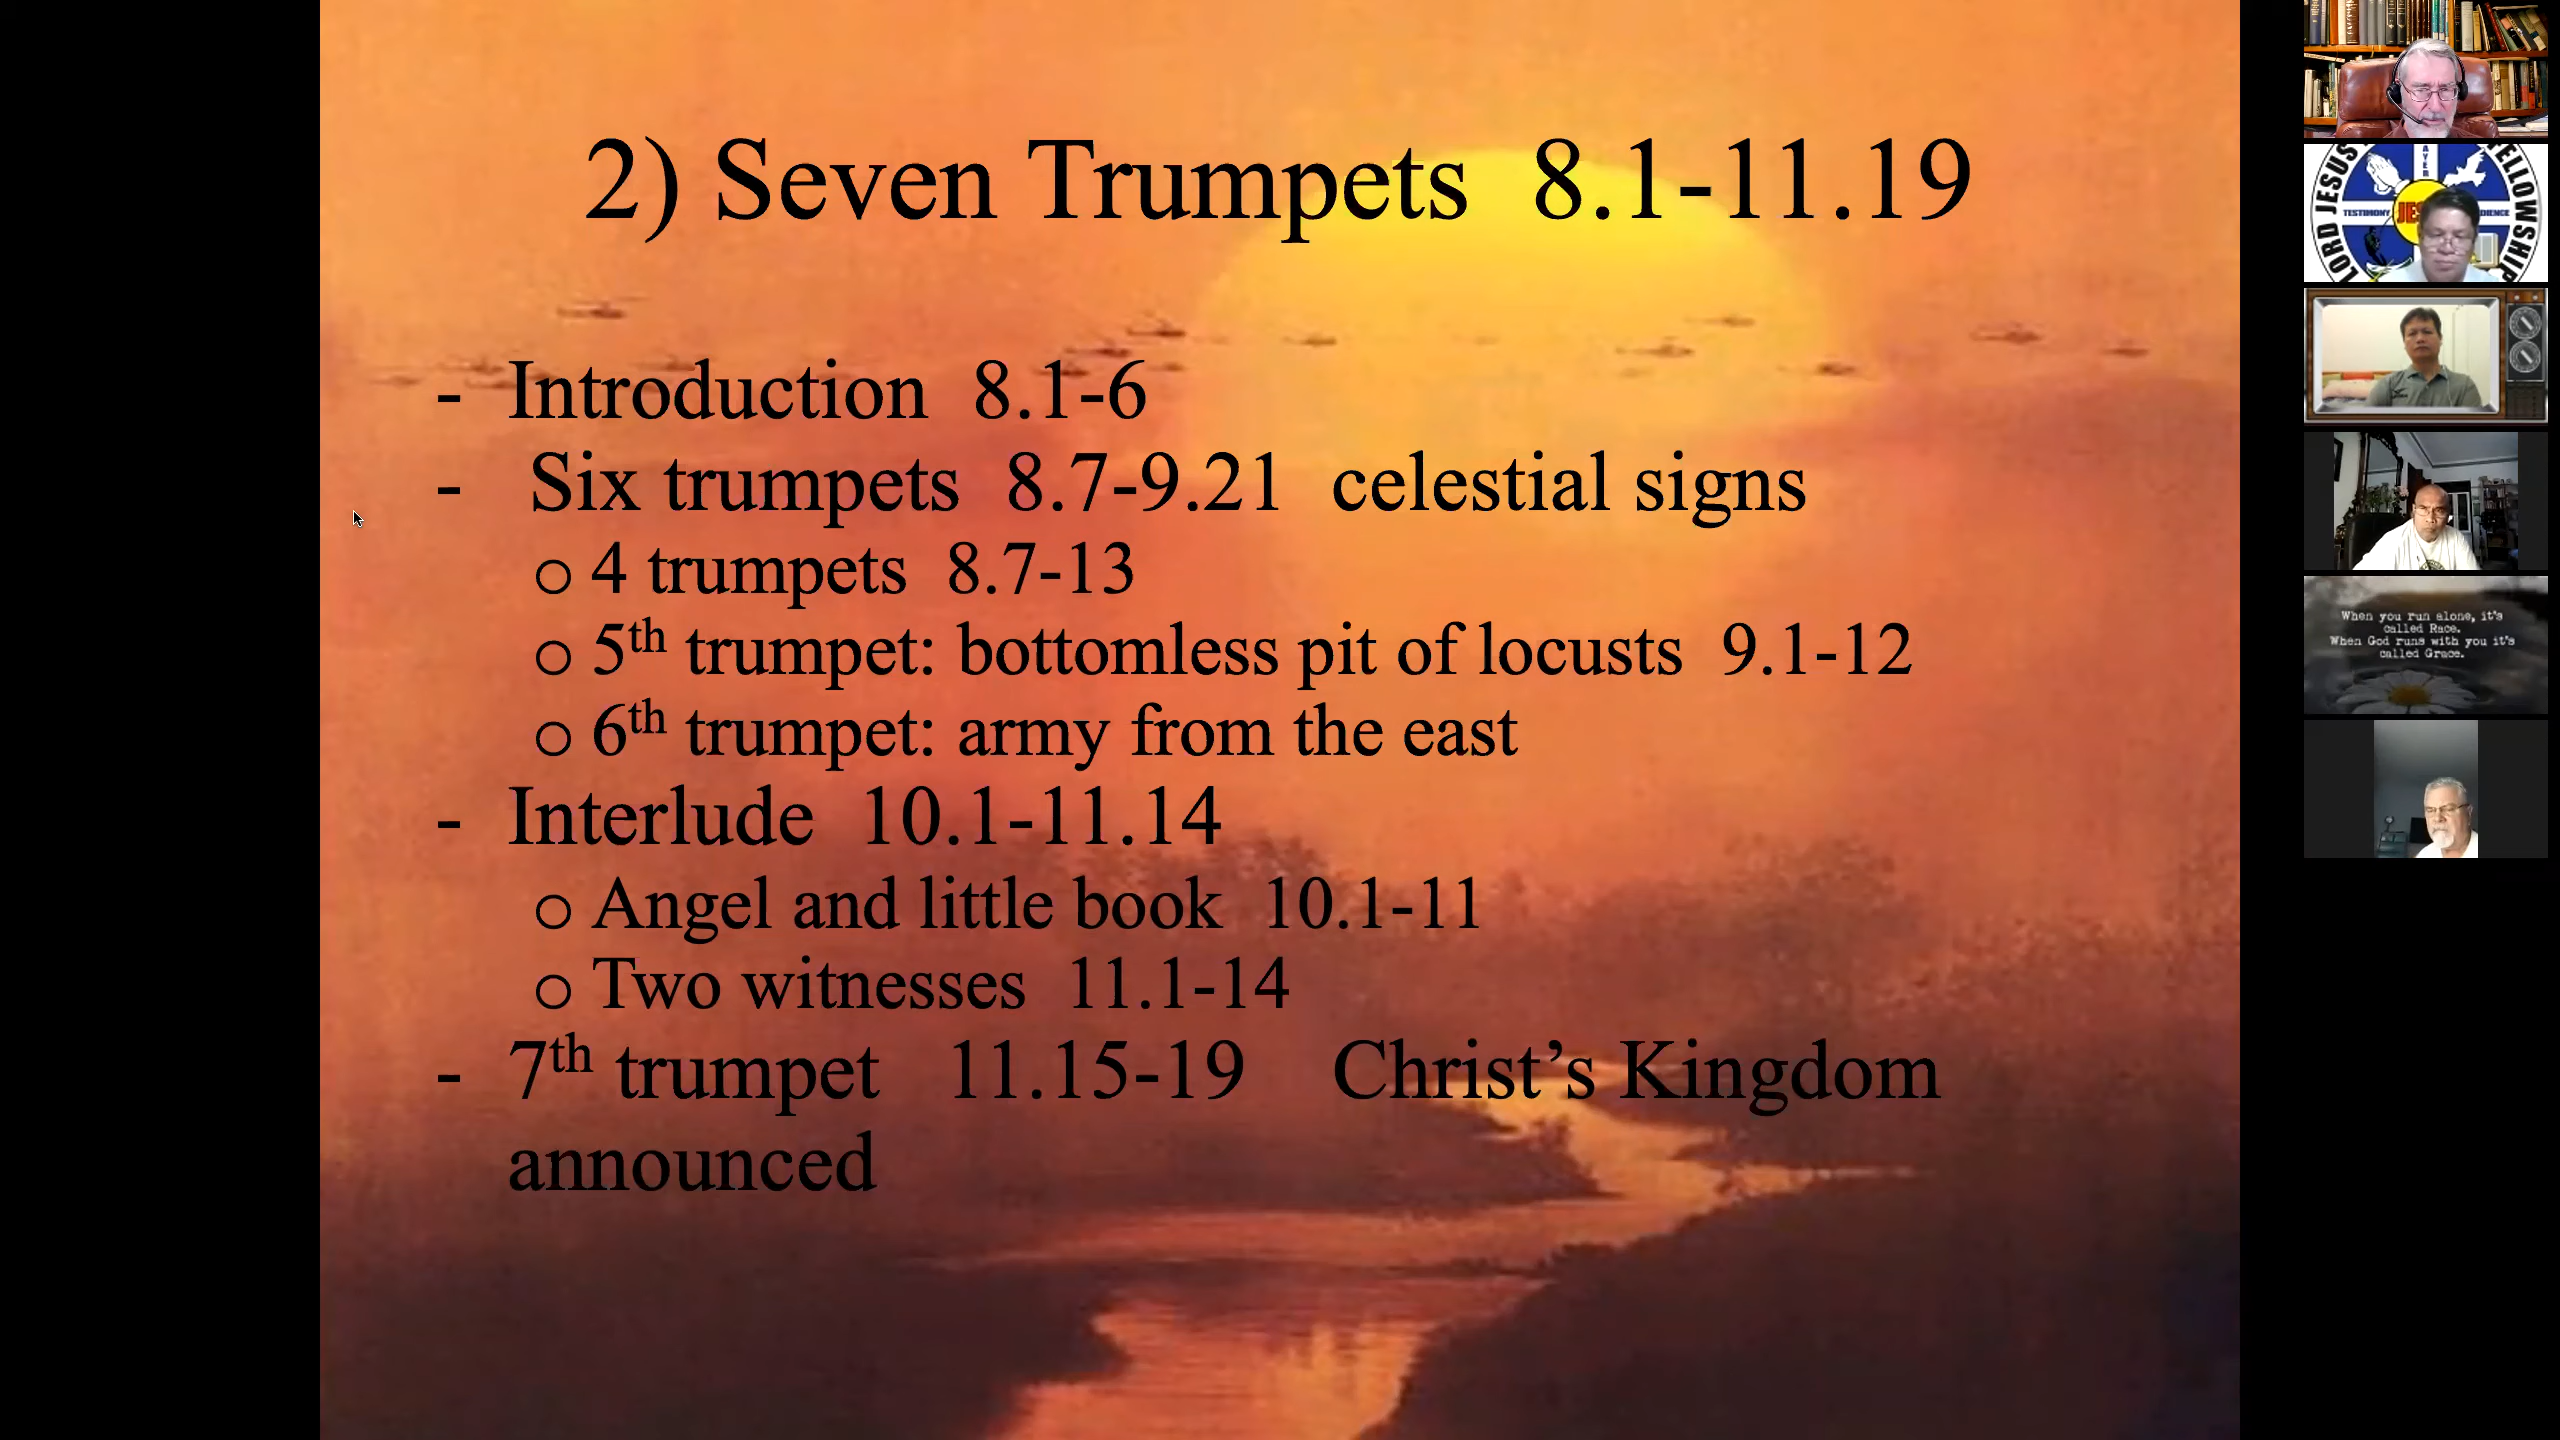 2) Seven Trumpets 8.1-11.19
- Introduction 8.1-6
- Six trumpets 8.7-9.21 celestial signs
o 4 trumpets 8.7-13
o 5th trumpet: bottomless pit of locusts 9.1-12
o 6th trumpet: army from the east
- Interlude 10.1-11.14
o Angel and little book 10.1-11
o Two witnesses 11.1-14
- 7th trumpet 11.15-19 Christ’s Kingdom
announced
LORD JESUS
FELLOWSHIP
TESTIMONY
When you run alone, it's
called Race.
When God runs with you it's
called Grace.